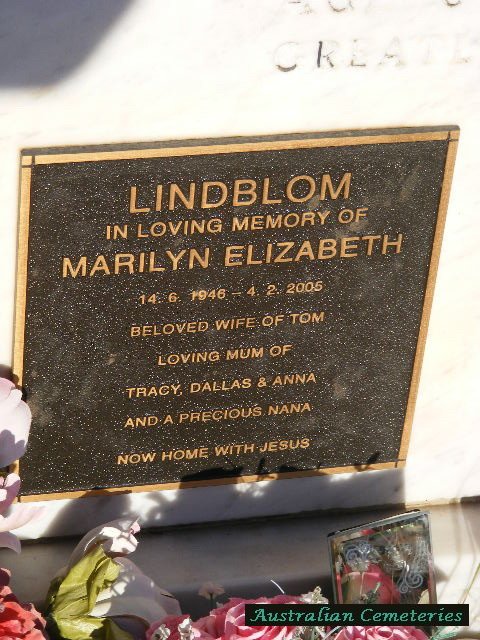 CREATE
LINDBLOM
IN LOVING MEMORY OF
MARILYN ELIZABETH
14. 6. 1946 - 4. 2. 2005
BELOVED WIFE OF TOM
LOVING MUM OF
TRACY, DALLAS & ANNA
AND A PRECIOUS NANA
NOW HOME WITH JESUS
Australian Cemeteries